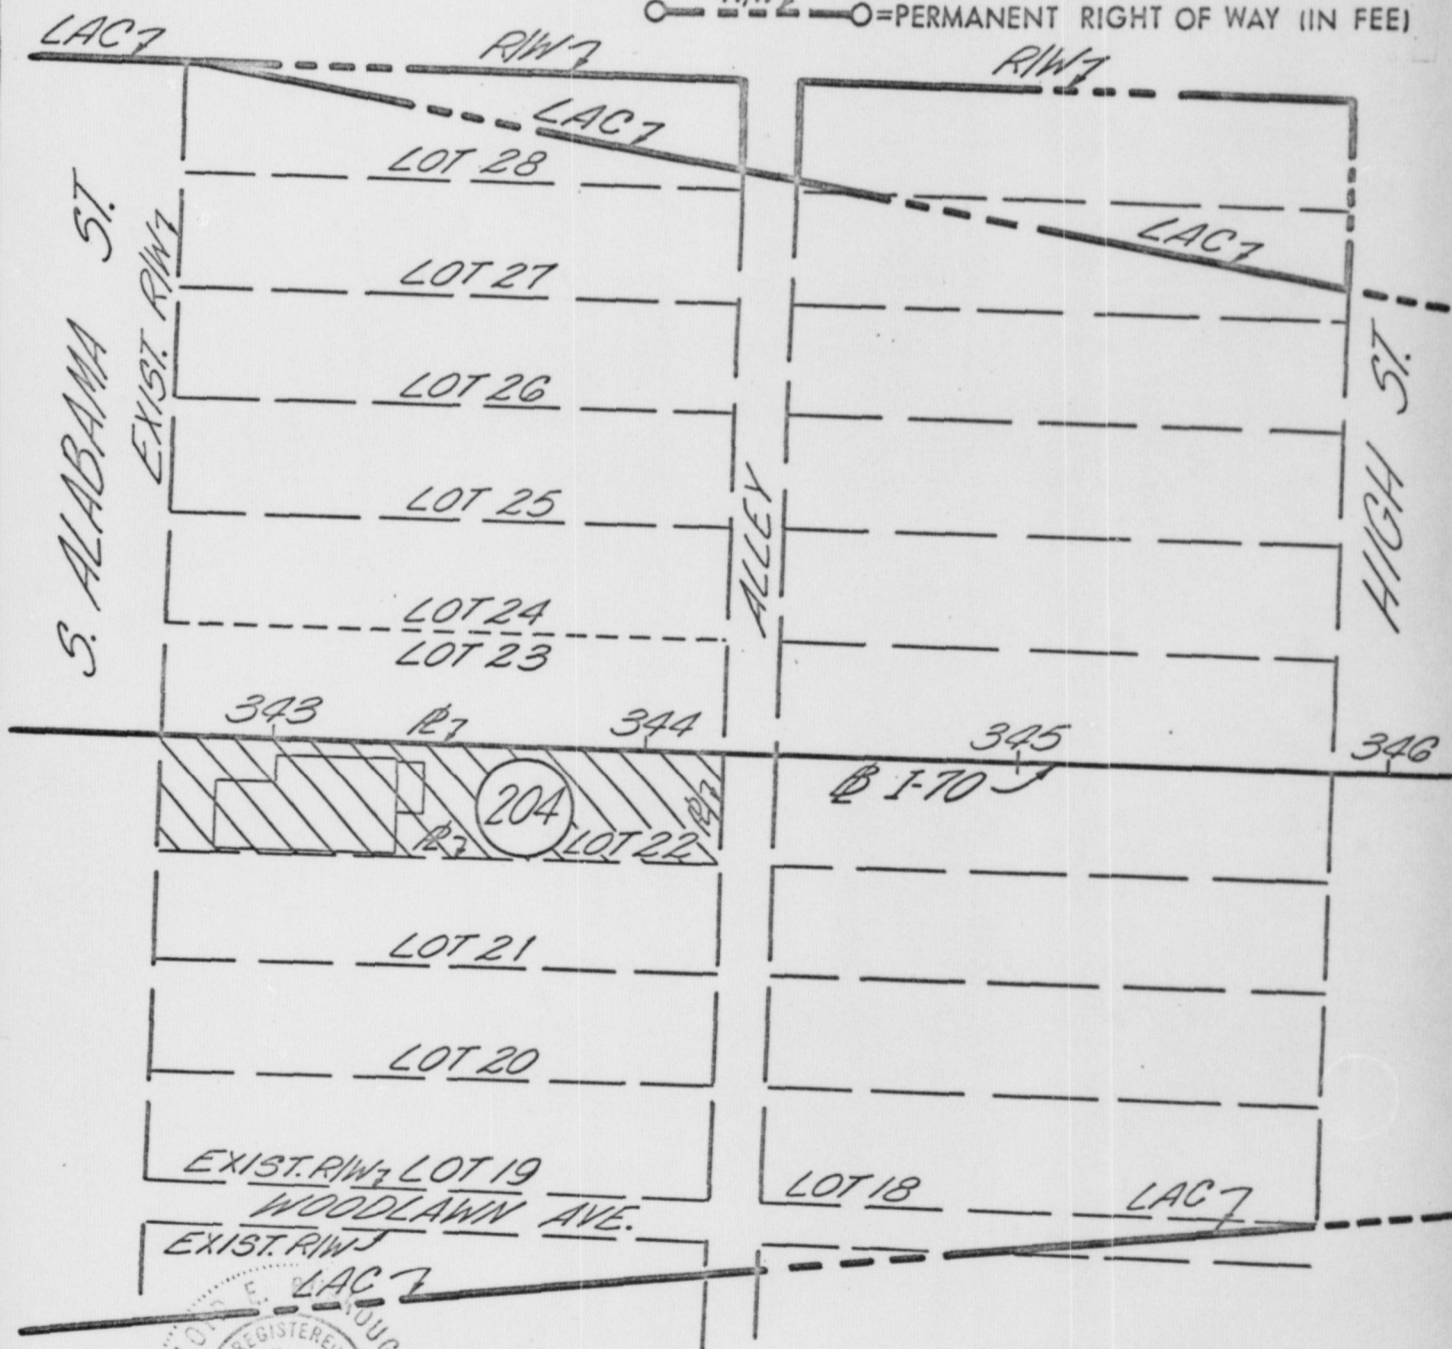 =PERMANENT RIGHT OF WAY (IN FEE)
LAC
R/W
R/W
LAC
LOT 28
LAC
S. ALABAMA ST.
EXIST. R/W
LOT 27
LOT 26
LOT 25
ALLEY
HIGH ST.
LOT 24
LOT 23
343
344
345
346
I-70
204
LOT 22
LOT 21
LOT 20
EXIST. R/W LOT 19
LOT 18
LAC
WOODLAWN AVE.
EXIST. R/W
LAC
REGISTERE